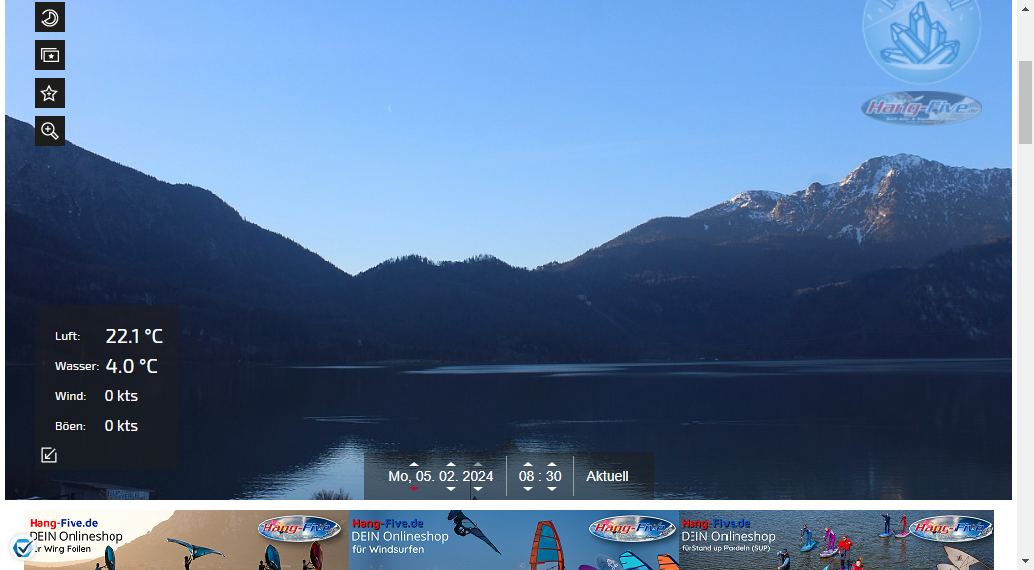 Hang-Five
Luft: 22.1 °C
Wasser: 4.0 °C
Wind: 0 kts
Böen: 0 kts
Mo, 05. 02. 2024 08 : 30 Aktuell
Hang-Five.de
DEIN Onlineshop
für Wing Foilen
Hang-Five
Hang-Five.de
DEIN Onlineshop
für Windsurfen
Hang-Five
Hang-Five.de
DEIN Onlineshop
für Stand up Paddeln (SUP)
Hang-Five